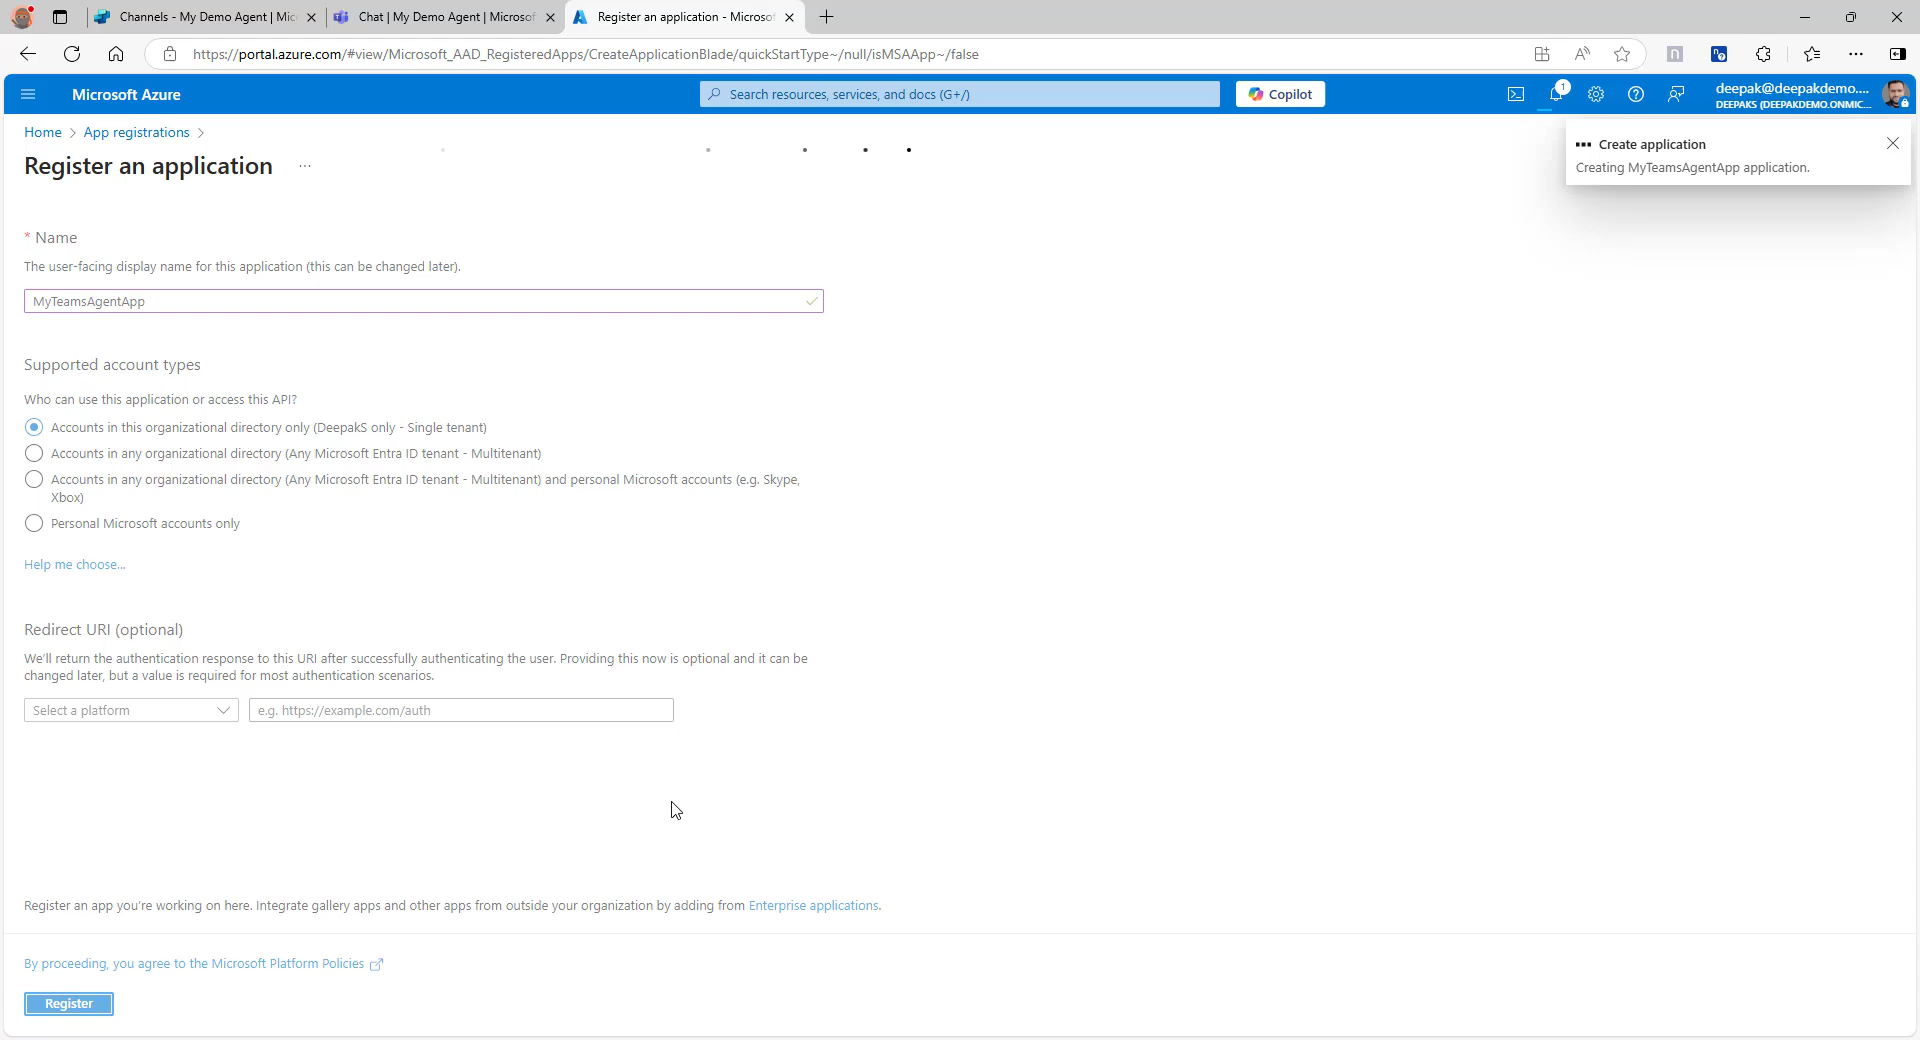 Channels - My Demo Agent | Mic
Chat | My Demo Agent | Microsof
Register an application - Microsof
https://portal.azure.com/#view/Microsoft_AAD_RegisteredApps/CreateApplicationBlade/quickStartType~/null/isMSAApp~/false
Microsoft Azure
Search resources, services, and docs (G+/)
Copilot
1
deepak@deepakdemo....
DEEPAKS (DEEPAKDEMO.ONMIC...
Home > App registrations >
Register an application ...
Create application
Creating MyTeamsAgentApp application.
* Name
The user-facing display name for this application (this can be changed later).
MyTeamsAgentApp
Supported account types
Who can use this application or access this API?
Accounts in this organizational directory only (DeepakS only - Single tenant)
Accounts in any organizational directory (Any Microsoft Entra ID tenant - Multitenant)
Accounts in any organizational directory (Any Microsoft Entra ID tenant - Multitenant) and personal Microsoft accounts (e.g. Skype,
Xbox)
Personal Microsoft accounts only
Help me choose...
Redirect URI (optional)
We'll return the authentication response to this URI after successfully authenticating the user. Providing this now is optional and it can be
changed later, but a value is required for most authentication scenarios.
Select a platform
e.g. https://example.com/auth
Register an app you're working on here. Integrate gallery apps and other apps from outside your organization by adding from Enterprise applications.
By proceeding, you agree to the Microsoft Platform Policies
Register